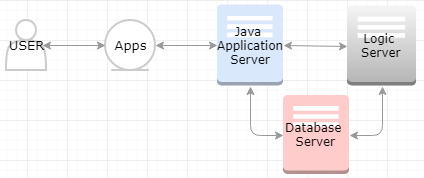 USER
Apps
Java
Application
Server
Logic
Server
Database
Server